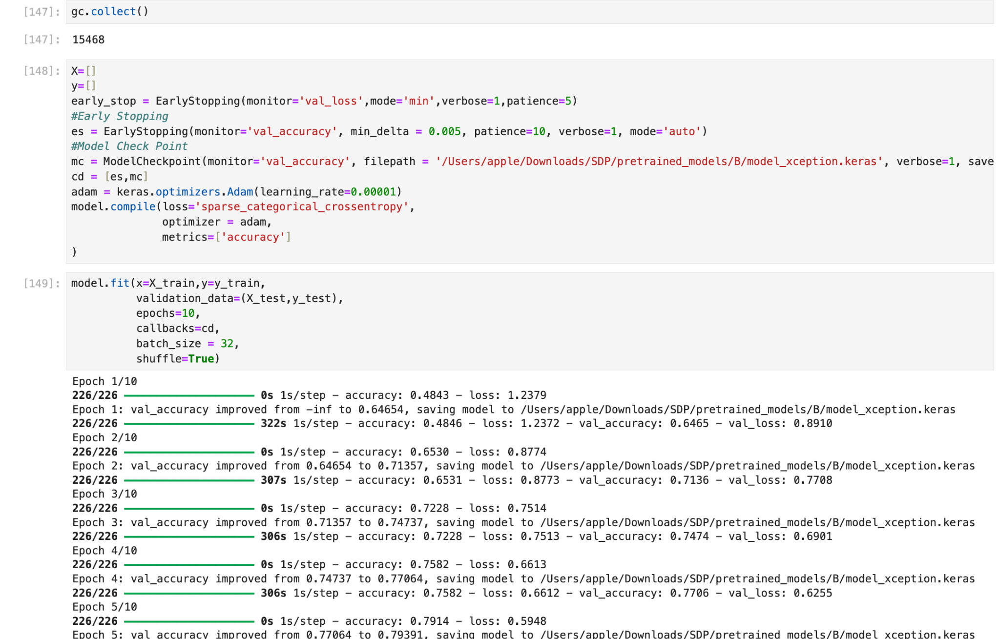 [147]: gc.collect()
[147]: 15468
[148]: X=[]
y=[]
early_stop = EarlyStopping(monitor='val_loss',mode='min',verbose=1,patience=5)
#Early Stopping
es = EarlyStopping(monitor='val_accuracy', min_delta = 0.005, patience=10, verbose=1, mode='auto')
#Model Check Point
mc = ModelCheckpoint(monitor='val_accuracy', filepath = '/Users/apple/Downloads/SDP/pretrained_models/B/model_xception.keras', verbose=1, save
cd = [es,mc]
adam = keras.optimizers.Adam(learning_rate=0.00001)
model.compile(loss='sparse_categorical_crossentropy',
optimizer = adam,
metrics=['accuracy']
)
[149]: model.fit(x=X_train,y=y_train,
validation_data=(X_test,y_test),
epochs=10,
callbacks=cd,
batch_size = 32,
shuffle=True)
Epoch 1/10
226/226 ━━━━━━━━━━━━━━━━━━━━ 0s 1s/step - accuracy: 0.4843 - loss: 1.2379
Epoch 1: val_accuracy improved from -inf to 0.64654, saving model to /Users/apple/Downloads/SDP/pretrained_models/B/model_xception.keras
226/226 ━━━━━━━━━━━━━━━━━━━━ 322s 1s/step - accuracy: 0.4846 - loss: 1.2372 - val_accuracy: 0.6465 - val_loss: 0.8910
Epoch 2/10
226/226 ━━━━━━━━━━━━━━━━━━━━ 0s 1s/step - accuracy: 0.6530 - loss: 0.8774
Epoch 2: val_accuracy improved from 0.64654 to 0.71357, saving model to /Users/apple/Downloads/SDP/pretrained_models/B/model_xception.keras
226/226 ━━━━━━━━━━━━━━━━━━━━ 307s 1s/step - accuracy: 0.6531 - loss: 0.8773 - val_accuracy: 0.7136 - val_loss: 0.7708
Epoch 3/10
226/226 ━━━━━━━━━━━━━━━━━━━━ 0s 1s/step - accuracy: 0.7228 - loss: 0.7514
Epoch 3: val_accuracy improved from 0.71357 to 0.74737, saving model to /Users/apple/Downloads/SDP/pretrained_models/B/model_xception.keras
226/226 ━━━━━━━━━━━━━━━━━━━━ 306s 1s/step - accuracy: 0.7228 - loss: 0.7513 - val_accuracy: 0.7474 - val_loss: 0.6901
Epoch 4/10
226/226 ━━━━━━━━━━━━━━━━━━━━ 0s 1s/step - accuracy: 0.7582 - loss: 0.6613
Epoch 4: val_accuracy improved from 0.74737 to 0.77064, saving model to /Users/apple/Downloads/SDP/pretrained_models/B/model_xception.keras
226/226 ━━━━━━━━━━━━━━━━━━━━ 306s 1s/step - accuracy: 0.7582 - loss: 0.6612 - val_accuracy: 0.7706 - val_loss: 0.6255
Epoch 5/10
226/226 ━━━━━━━━━━━━━━━━━━━━ 0s 1s/step - accuracy: 0.7914 - loss: 0.5948
Epoch 5: val_accuracy improved from 0.77064 to 0.79391, saving model to /Users/apple/Downloads/SDP/pretrained_models/B/model_xception.keras